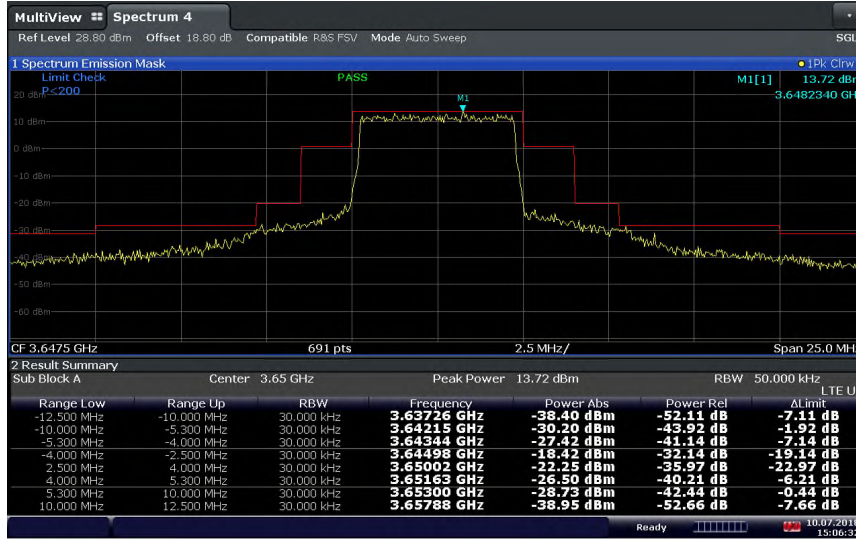 MultiView Spectrum 4
Ref Level 28.80 dBm Offset 18.80 dB Compatible R&S FSV Mode Auto Sweep SGL
1 Spectrum Emission Mask 1Pk Clrw
Limit Check PASS M1[1] 13.72 dBm
P<200 3.6482340 GH
20 dBm
M1
10 dBm
0 dBm
-10 dBm
-20 dBm
-30 dBm
-40 dBm
-50 dBm
-60 dBm
CF 3.6475 GHz 691 pts 2.5 MHz/ Span 25.0 MH
2 Result Summary
Sub Block A Center 3.65 GHz Peak Power 13.72 dBm RBW 50.000 kHz
LTE U
Range Low Range Up RBW Frequency Power Abs Power Rel ΔLimit
-12.500 MHz -10.000 MHz 30.000 kHz 3.63726 GHz -38.40 dBm -52.11 dB -7.11 dB
-10.000 MHz -5.300 MHz 30.000 kHz 3.64215 GHz -30.20 dBm -43.92 dB -1.92 dB
-5.300 MHz -4.000 MHz 30.000 kHz 3.64344 GHz -27.42 dBm -41.14 dB -7.14 dB
-4.000 MHz -2.500 MHz 30.000 kHz 3.64498 GHz -18.42 dBm -32.14 dB -19.14 dB
2.500 MHz 4.000 MHz 30.000 kHz 3.65002 GHz -22.25 dBm -35.97 dB -22.97 dB
4.000 MHz 5.300 MHz 30.000 kHz 3.65163 GHz -26.50 dBm -40.21 dB -6.21 dB
5.300 MHz 10.000 MHz 30.000 kHz 3.65300 GHz -28.73 dBm -42.44 dB -0.44 dB
10.000 MHz 12.500 MHz 30.000 kHz 3.65788 GHz -38.95 dBm -52.66 dB -7.66 dB
Ready 10.07.2018
15:06:32